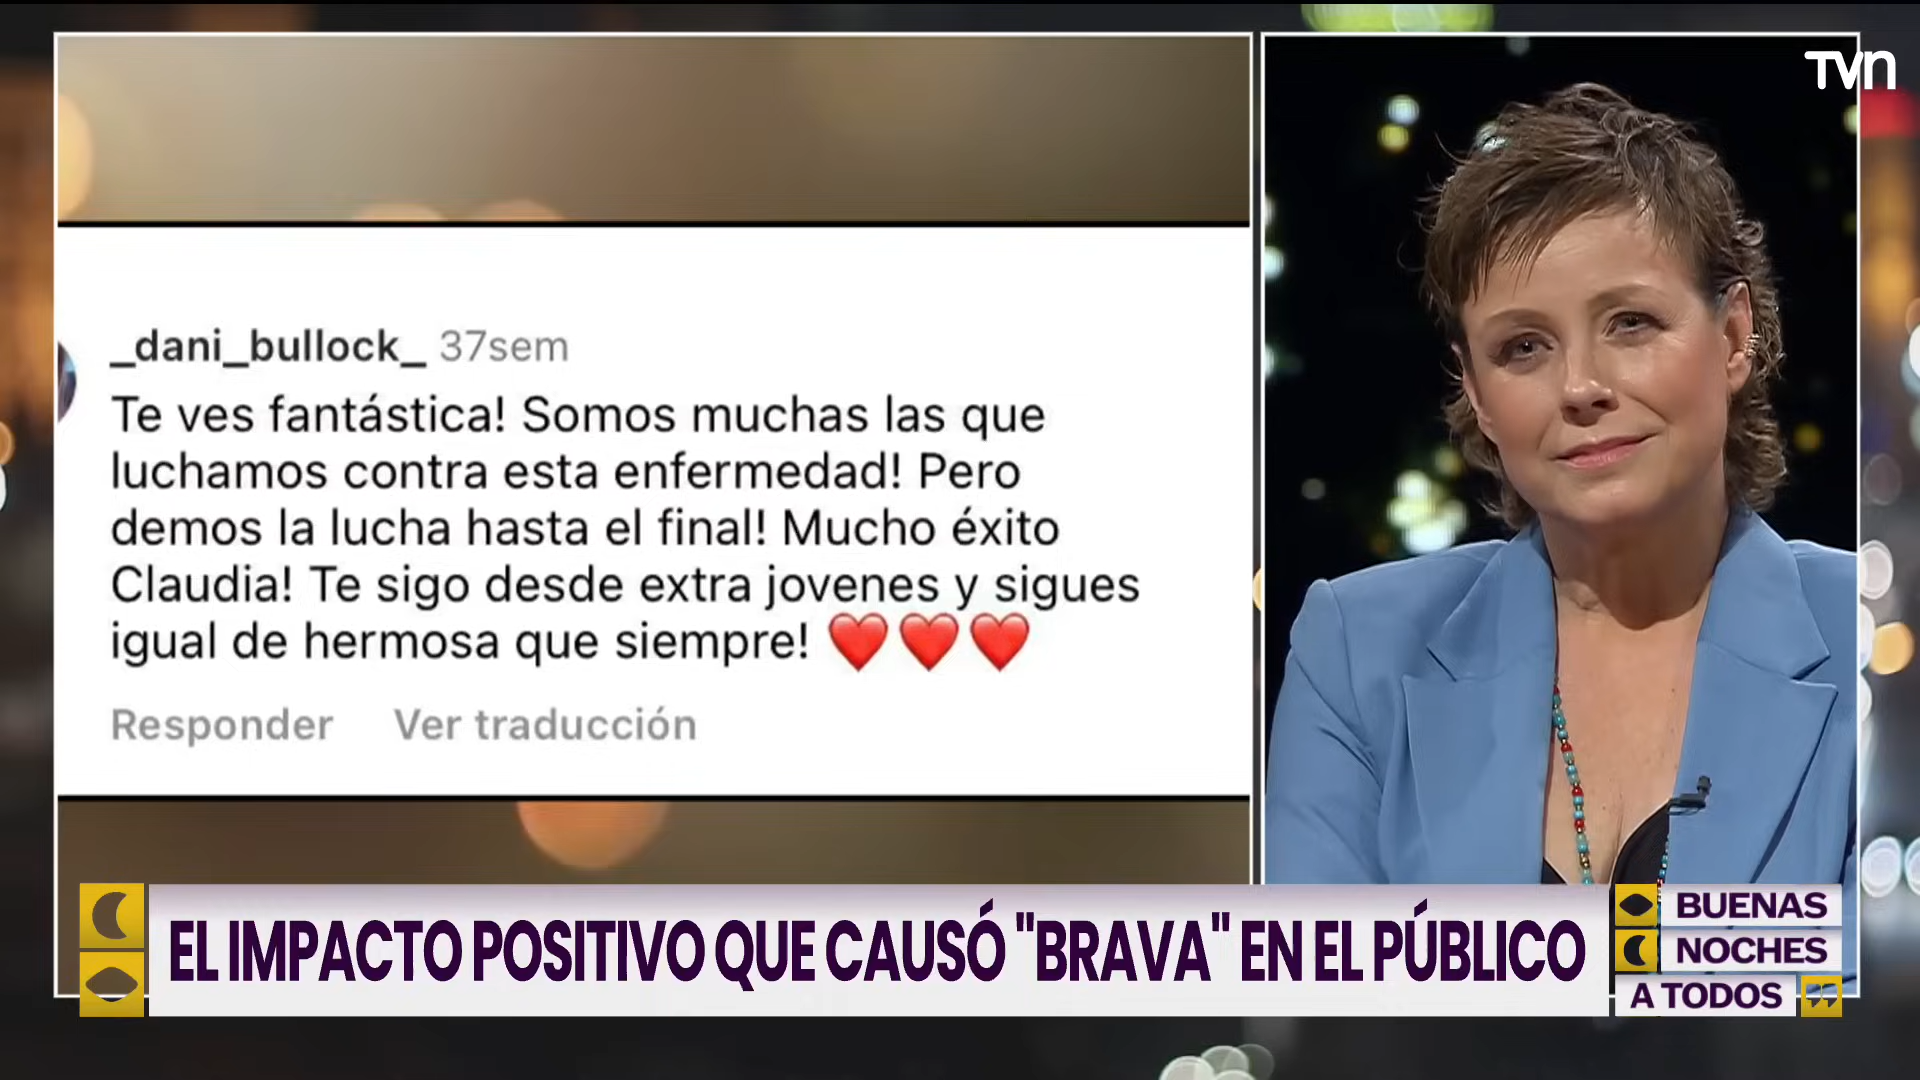 TVN
_dani_bullock_ 37sem
Te ves fantástica! Somos muchas las que
luchamos contra esta enfermedad! Pero
demos la lucha hasta el final! Mucho éxito
Claudia! Te sigo desde extra jovenes y sigues
igual de hermosa que siempre! ❤️❤️❤️
Responder Ver traducción
EL IMPACTO POSITIVO QUE CAUSÓ "BRAVA" EN EL PÚBLICO
BUENAS
NOCHES
A TODOS